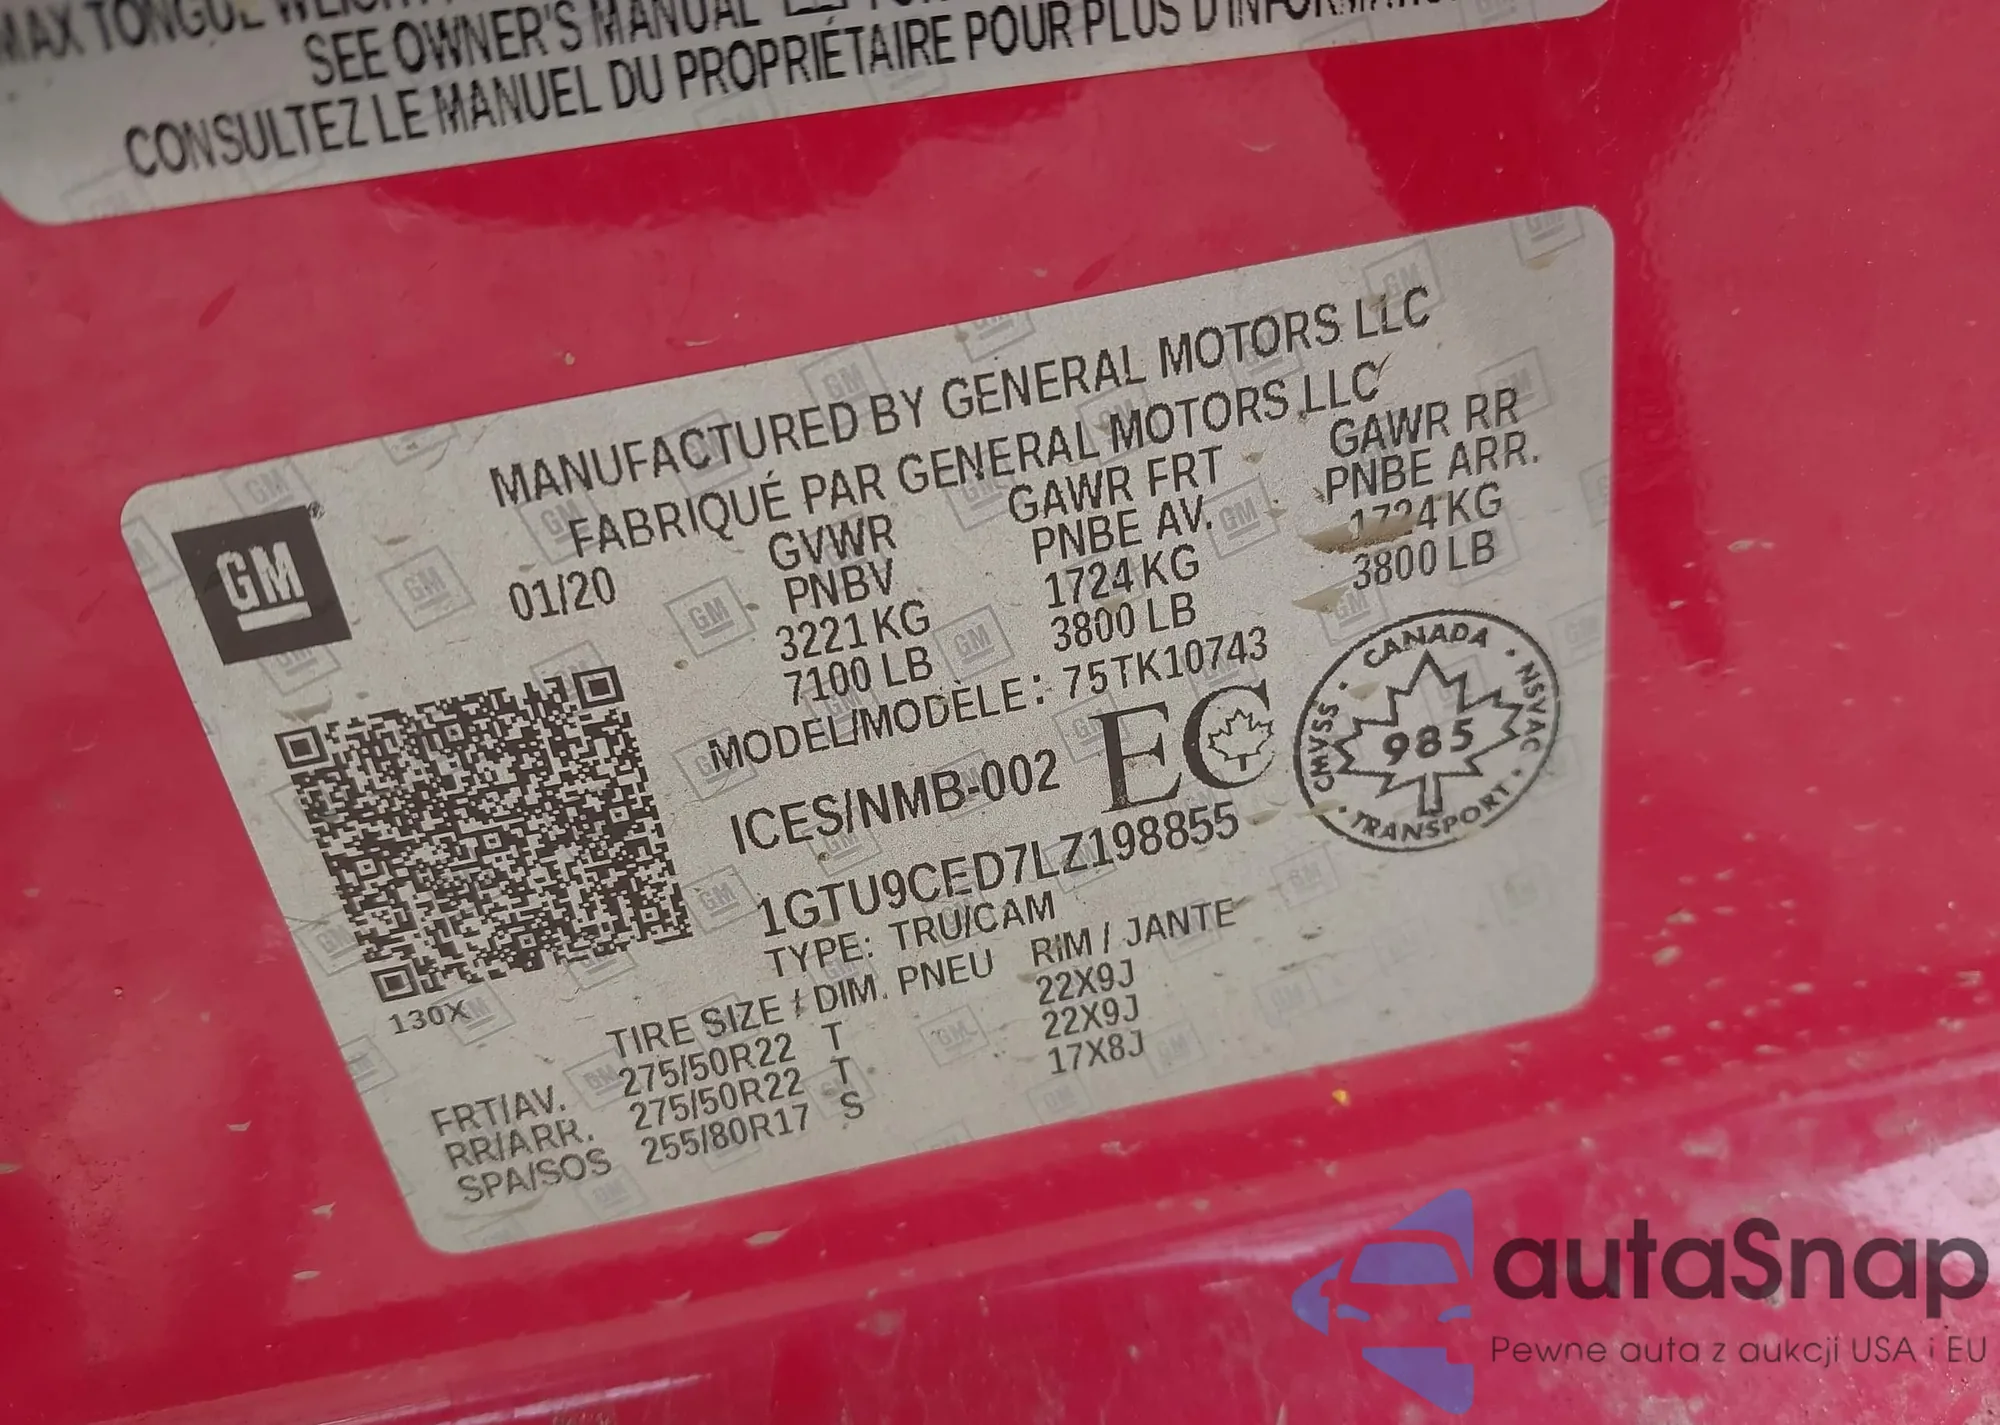 MAX TONGUE WEIGHT
SEE OWNER'S MANUAL
CONSULTEZ LE MANUEL DU PROPRIÉTAIRE POUR PLUS D'INFORMATION
MANUFACTURED BY GENERAL MOTORS LLC
FABRIQUÉ PAR GENERAL MOTORS LLC
GM
01/20
GVWR GAWR FRT GAWR RR
PNBV PNBE AV. PNBE ARR.
3221 KG 1724 KG 1724 KG
7100 LB 3800 LB 3800 LB
MODEL/MODÈLE: 75TK10743
ICES/NMB-002 EC
CANADA
CMVSS 985 NSVAC
TRANSPORT
1GTU9CED7LZ198855
TYPE: TRU/CAM
130X
TIRE SIZE / DIM. PNEU RIM / JANTE
FRT/AV. 275/50R22 T 22X9J
RR/ARR. 275/50R22 T 22X9J
SPA/SOS 255/80R17 S 17X8J
autaSnap
Pewne auta z aukcji USA i EU